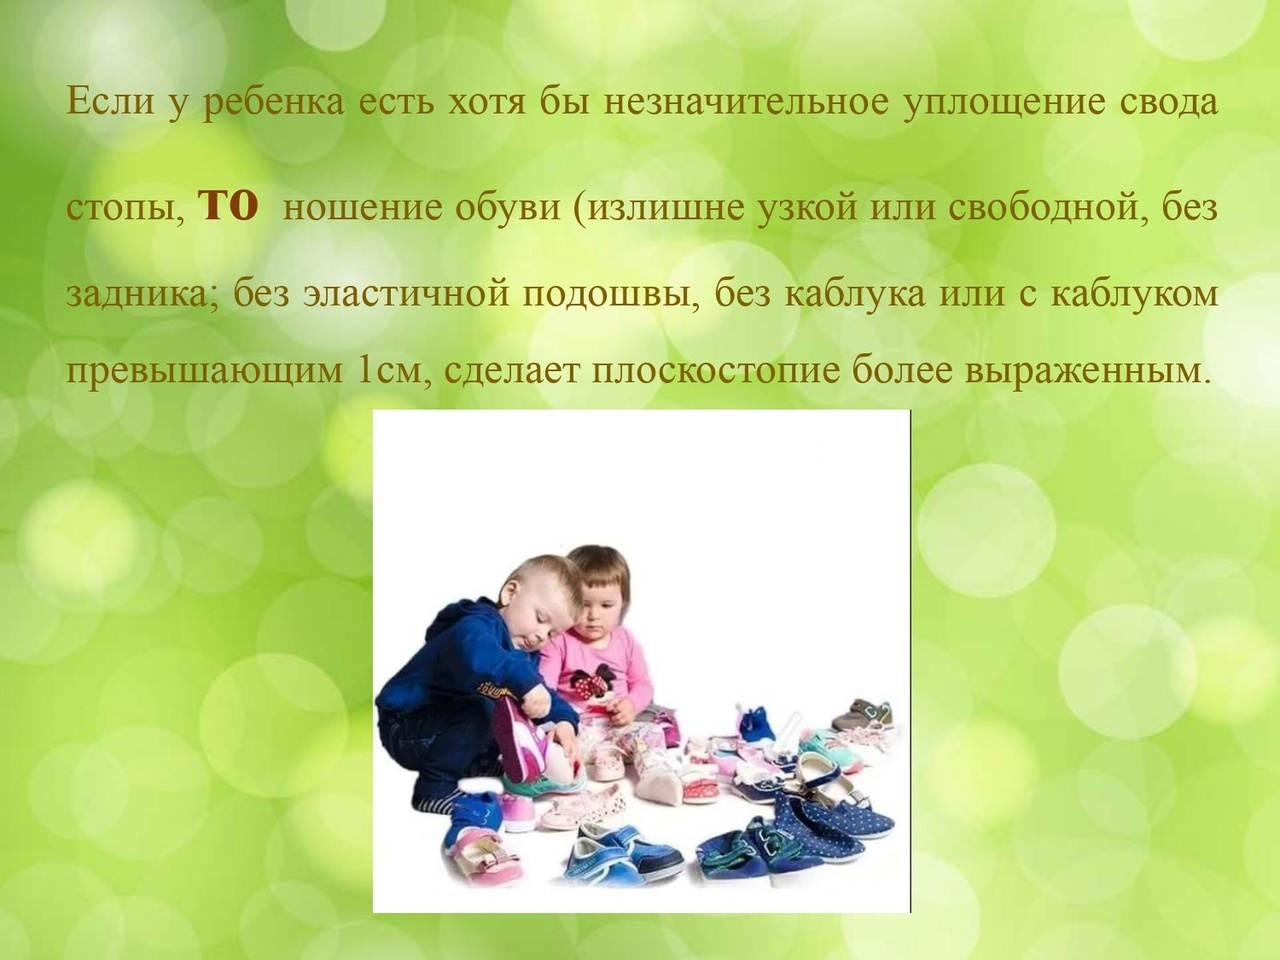 Если у ребенка есть хотя бы незначительное уплощение свода
стопы, то ношение обуви (излишне узкой или свободной, без
задника; без эластичной подошвы, без каблука или с каблуком
превышающим 1см, сделает плоскостопие более выраженным.